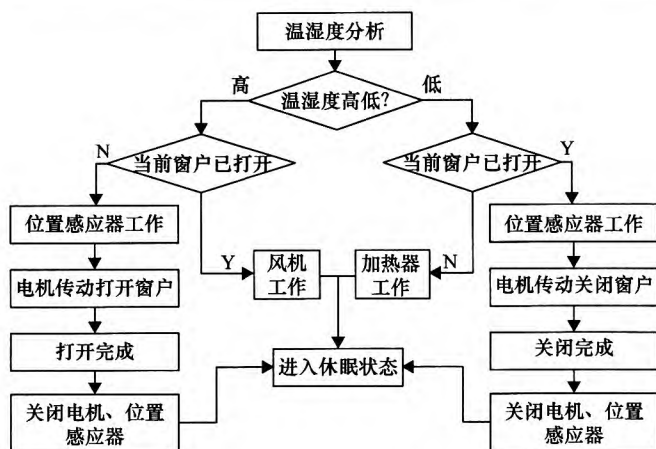 温湿度分析
高
温湿度高低?
低
N
当前窗户已打开
当前窗户已打开
Y
位置感应器工作
位置感应器工作
Y
风机
工作
加热器
工作
N
电机传动打开窗户
电机传动关闭窗户
打开完成
进入休眠状态
关闭完成
关闭电机、位置
感应器
关闭电机、位置
感应器